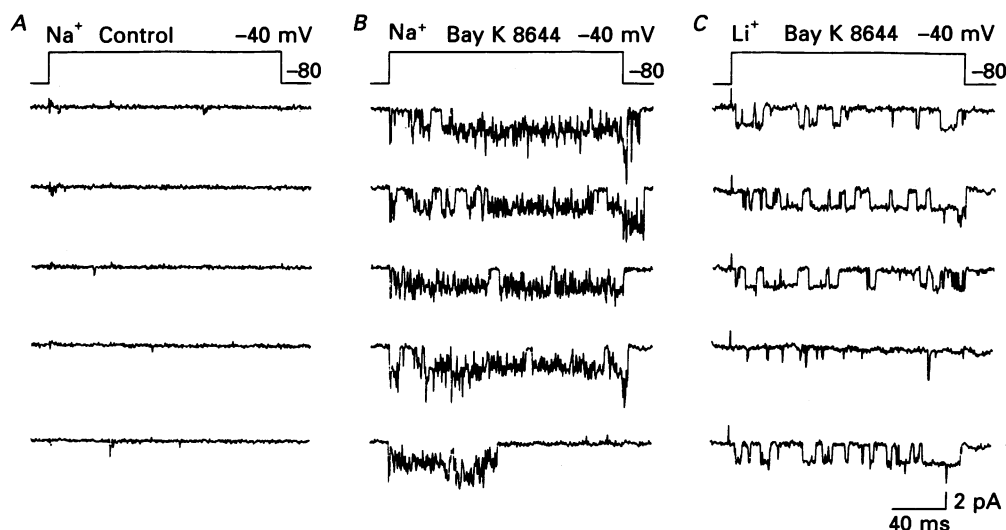 A Na+ Control –40 mV
–80
B Na+ Bay K 8644 –40 mV
–80
C Li+ Bay K 8644 –40 mV
–80
2 pA
40 ms